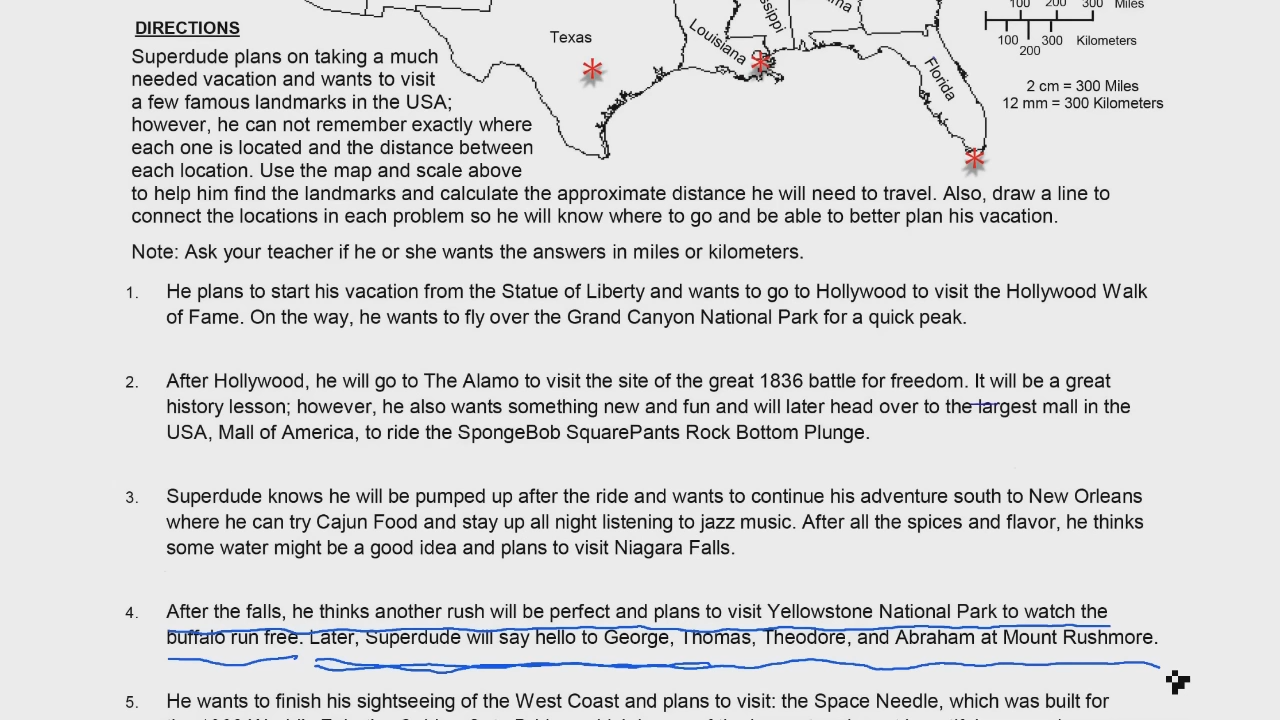 100 200 300 Miles
DIRECTIONS
Texas
Louisiana
Florida
100 300 Kilometers
200
2 cm = 300 Miles
12 mm = 300 Kilometers
Superdude plans on taking a much
needed vacation and wants to visit
a few famous landmarks in the USA;
however, he can not remember exactly where
each one is located and the distance between
each location. Use the map and scale above
to help him find the landmarks and calculate the approximate distance he will need to travel. Also, draw a line to
connect the locations in each problem so he will know where to go and be able to better plan his vacation.
Note: Ask your teacher if he or she wants the answers in miles or kilometers.
1. He plans to start his vacation from the Statue of Liberty and wants to go to Hollywood to visit the Hollywood Walk
of Fame. On the way, he wants to fly over the Grand Canyon National Park for a quick peak.
2. After Hollywood, he will go to The Alamo to visit the site of the great 1836 battle for freedom. It will be a great
history lesson; however, he also wants something new and fun and will later head over to the largest mall in the
USA, Mall of America, to ride the SpongeBob SquarePants Rock Bottom Plunge.
3. Superdude knows he will be pumped up after the ride and wants to continue his adventure south to New Orleans
where he can try Cajun Food and stay up all night listening to jazz music. After all the spices and flavor, he thinks
some water might be a good idea and plans to visit Niagara Falls.
4. After the falls, he thinks another rush will be perfect and plans to visit Yellowstone National Park to watch the
buffalo run free. Later, Superdude will say hello to George, Thomas, Theodore, and Abraham at Mount Rushmore.
5. He wants to finish his sightseeing of the West Coast and plans to visit: the Space Needle, which was built for